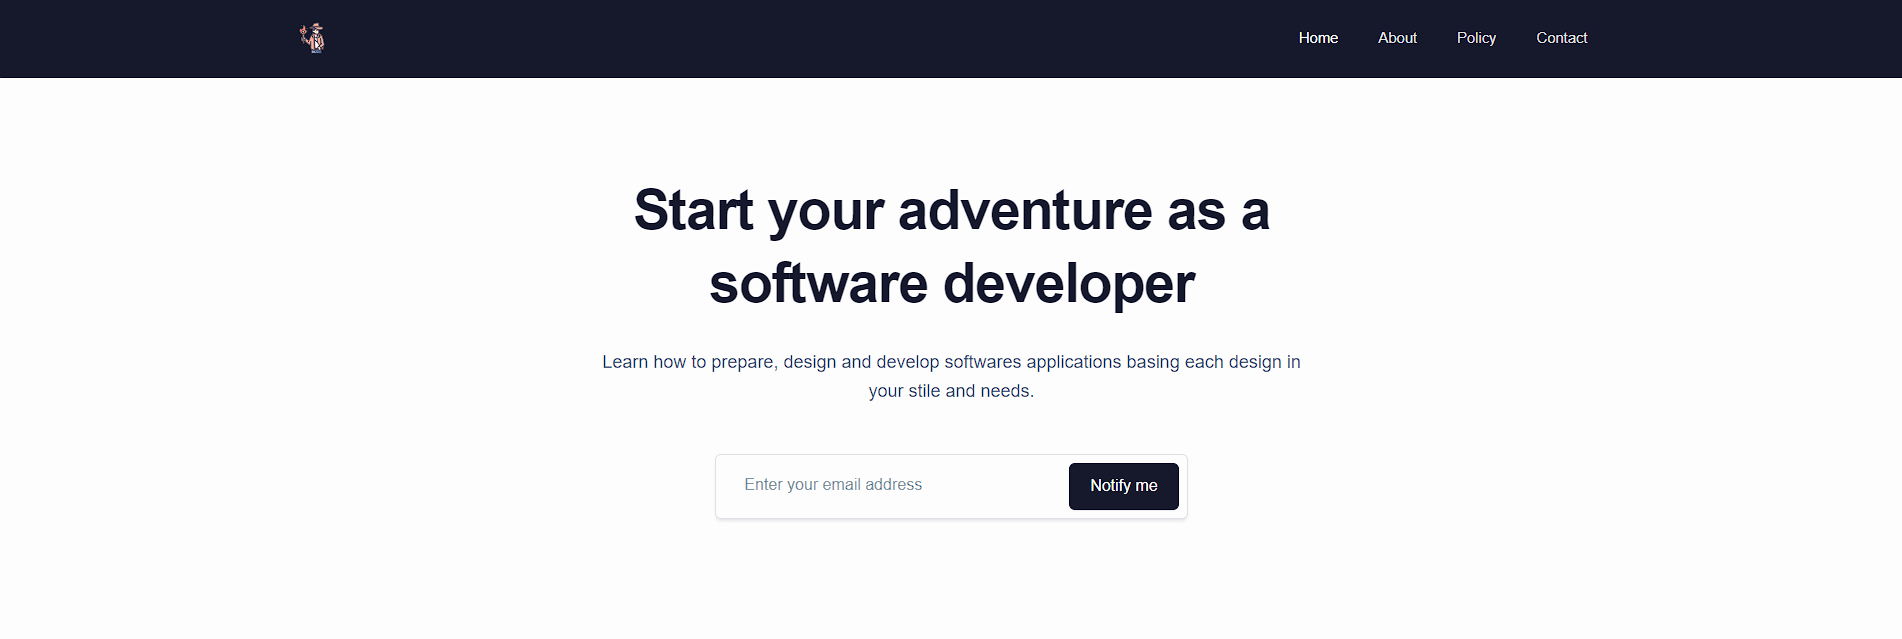 Home About Policy Contact
Start your adventure as a
software developer
Learn how to prepare, design and develop softwares applications basing each design in
your stile and needs.
Enter your email address Notify me